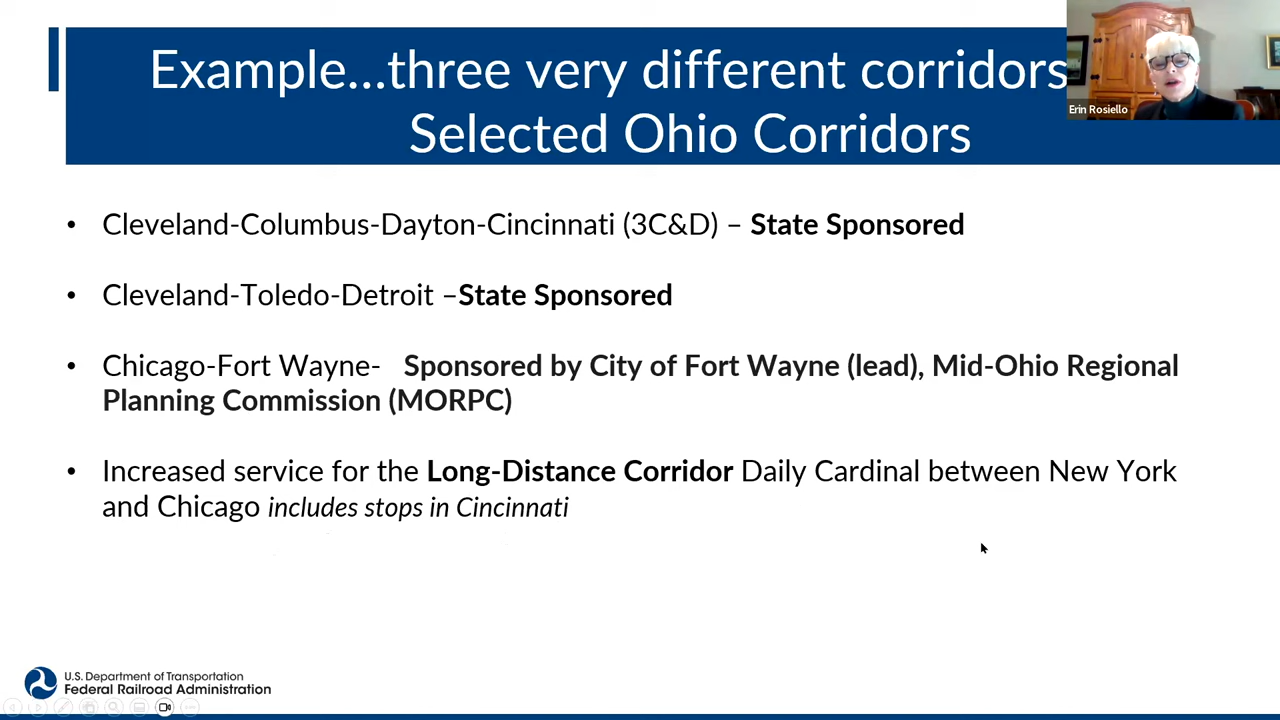 Example...three very different corridors
Selected Ohio Corridors
Erin Rosiello
• Cleveland-Columbus-Dayton-Cincinnati (3C&D) – State Sponsored
• Cleveland-Toledo-Detroit –State Sponsored
• Chicago-Fort Wayne- Sponsored by City of Fort Wayne (lead), Mid-Ohio Regional
Planning Commission (MORPC)
• Increased service for the Long-Distance Corridor Daily Cardinal between New York
and Chicago includes stops in Cincinnati
U.S. Department of Transportation
Federal Railroad Administration